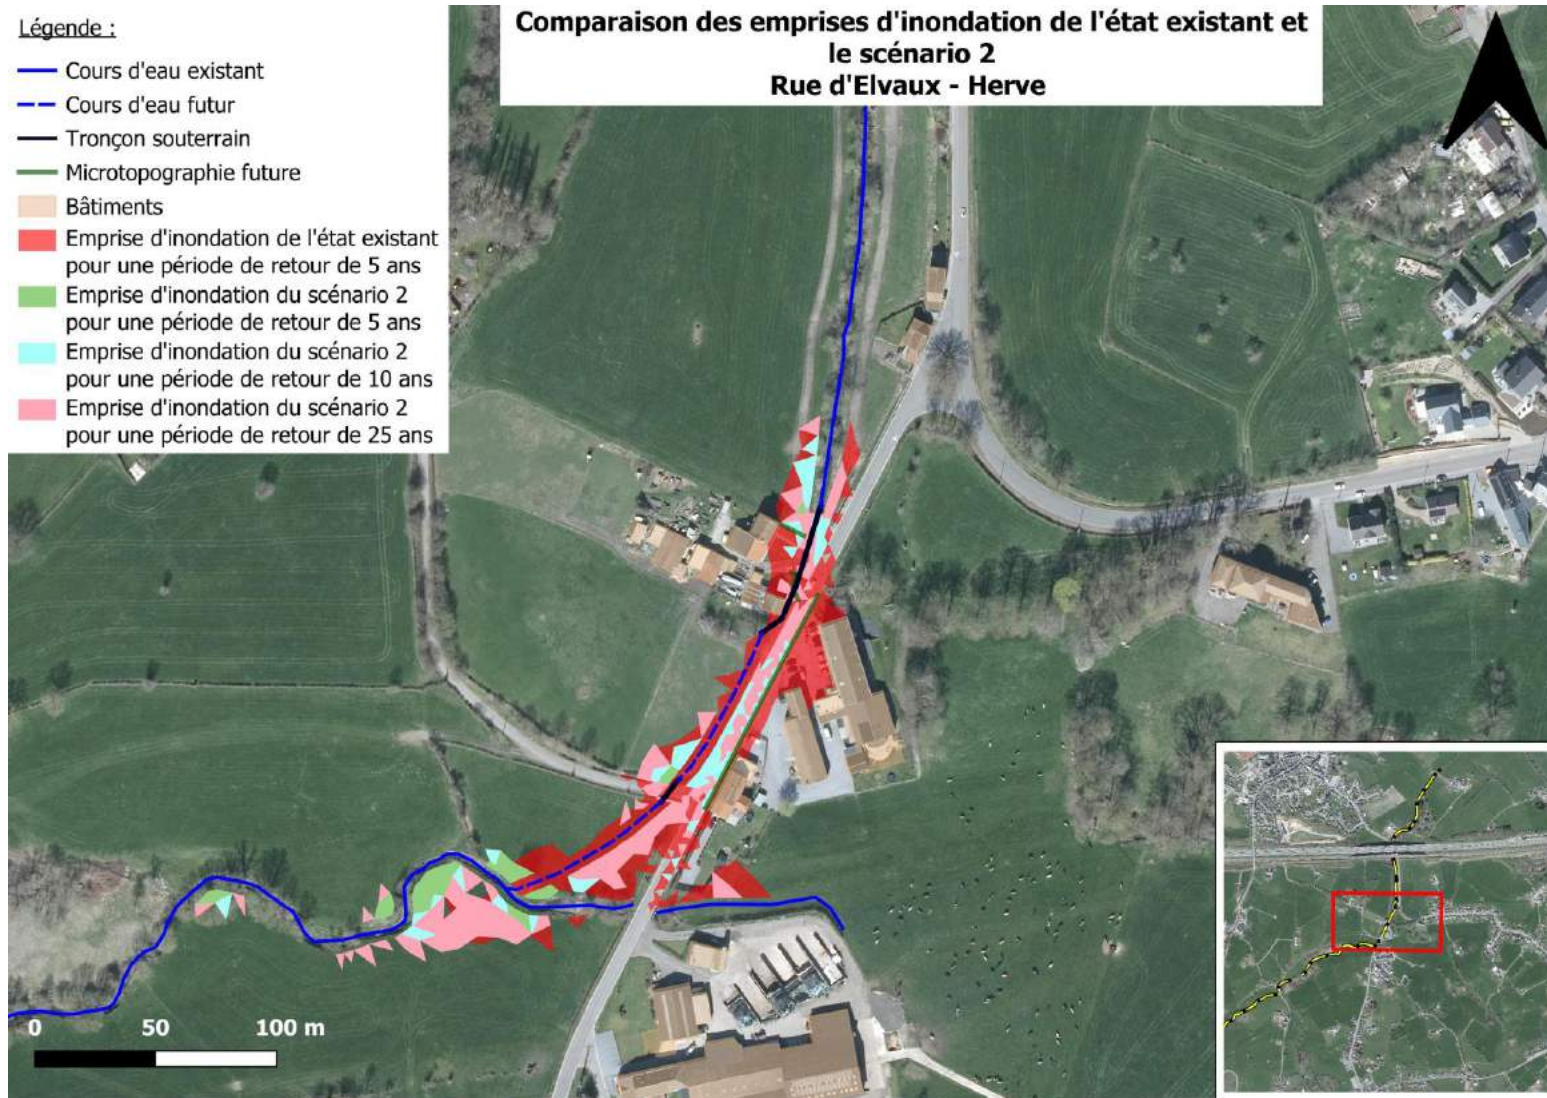 Légende :
Cours d'eau existant
Cours d'eau futur
Tronçon souterrain
Microtopographie future
Bâtiments
Emprise d'inondation de l'état existant
pour une période de retour de 5 ans
Emprise d'inondation du scénario 2
pour une période de retour de 5 ans
Emprise d'inondation du scénario 2
pour une période de retour de 10 ans
Emprise d'inondation du scénario 2
pour une période de retour de 25 ans
Comparaison des emprises d'inondation de l'état existant et
le scénario 2
Rue d'Elvaux - Herve
0 50 100 m